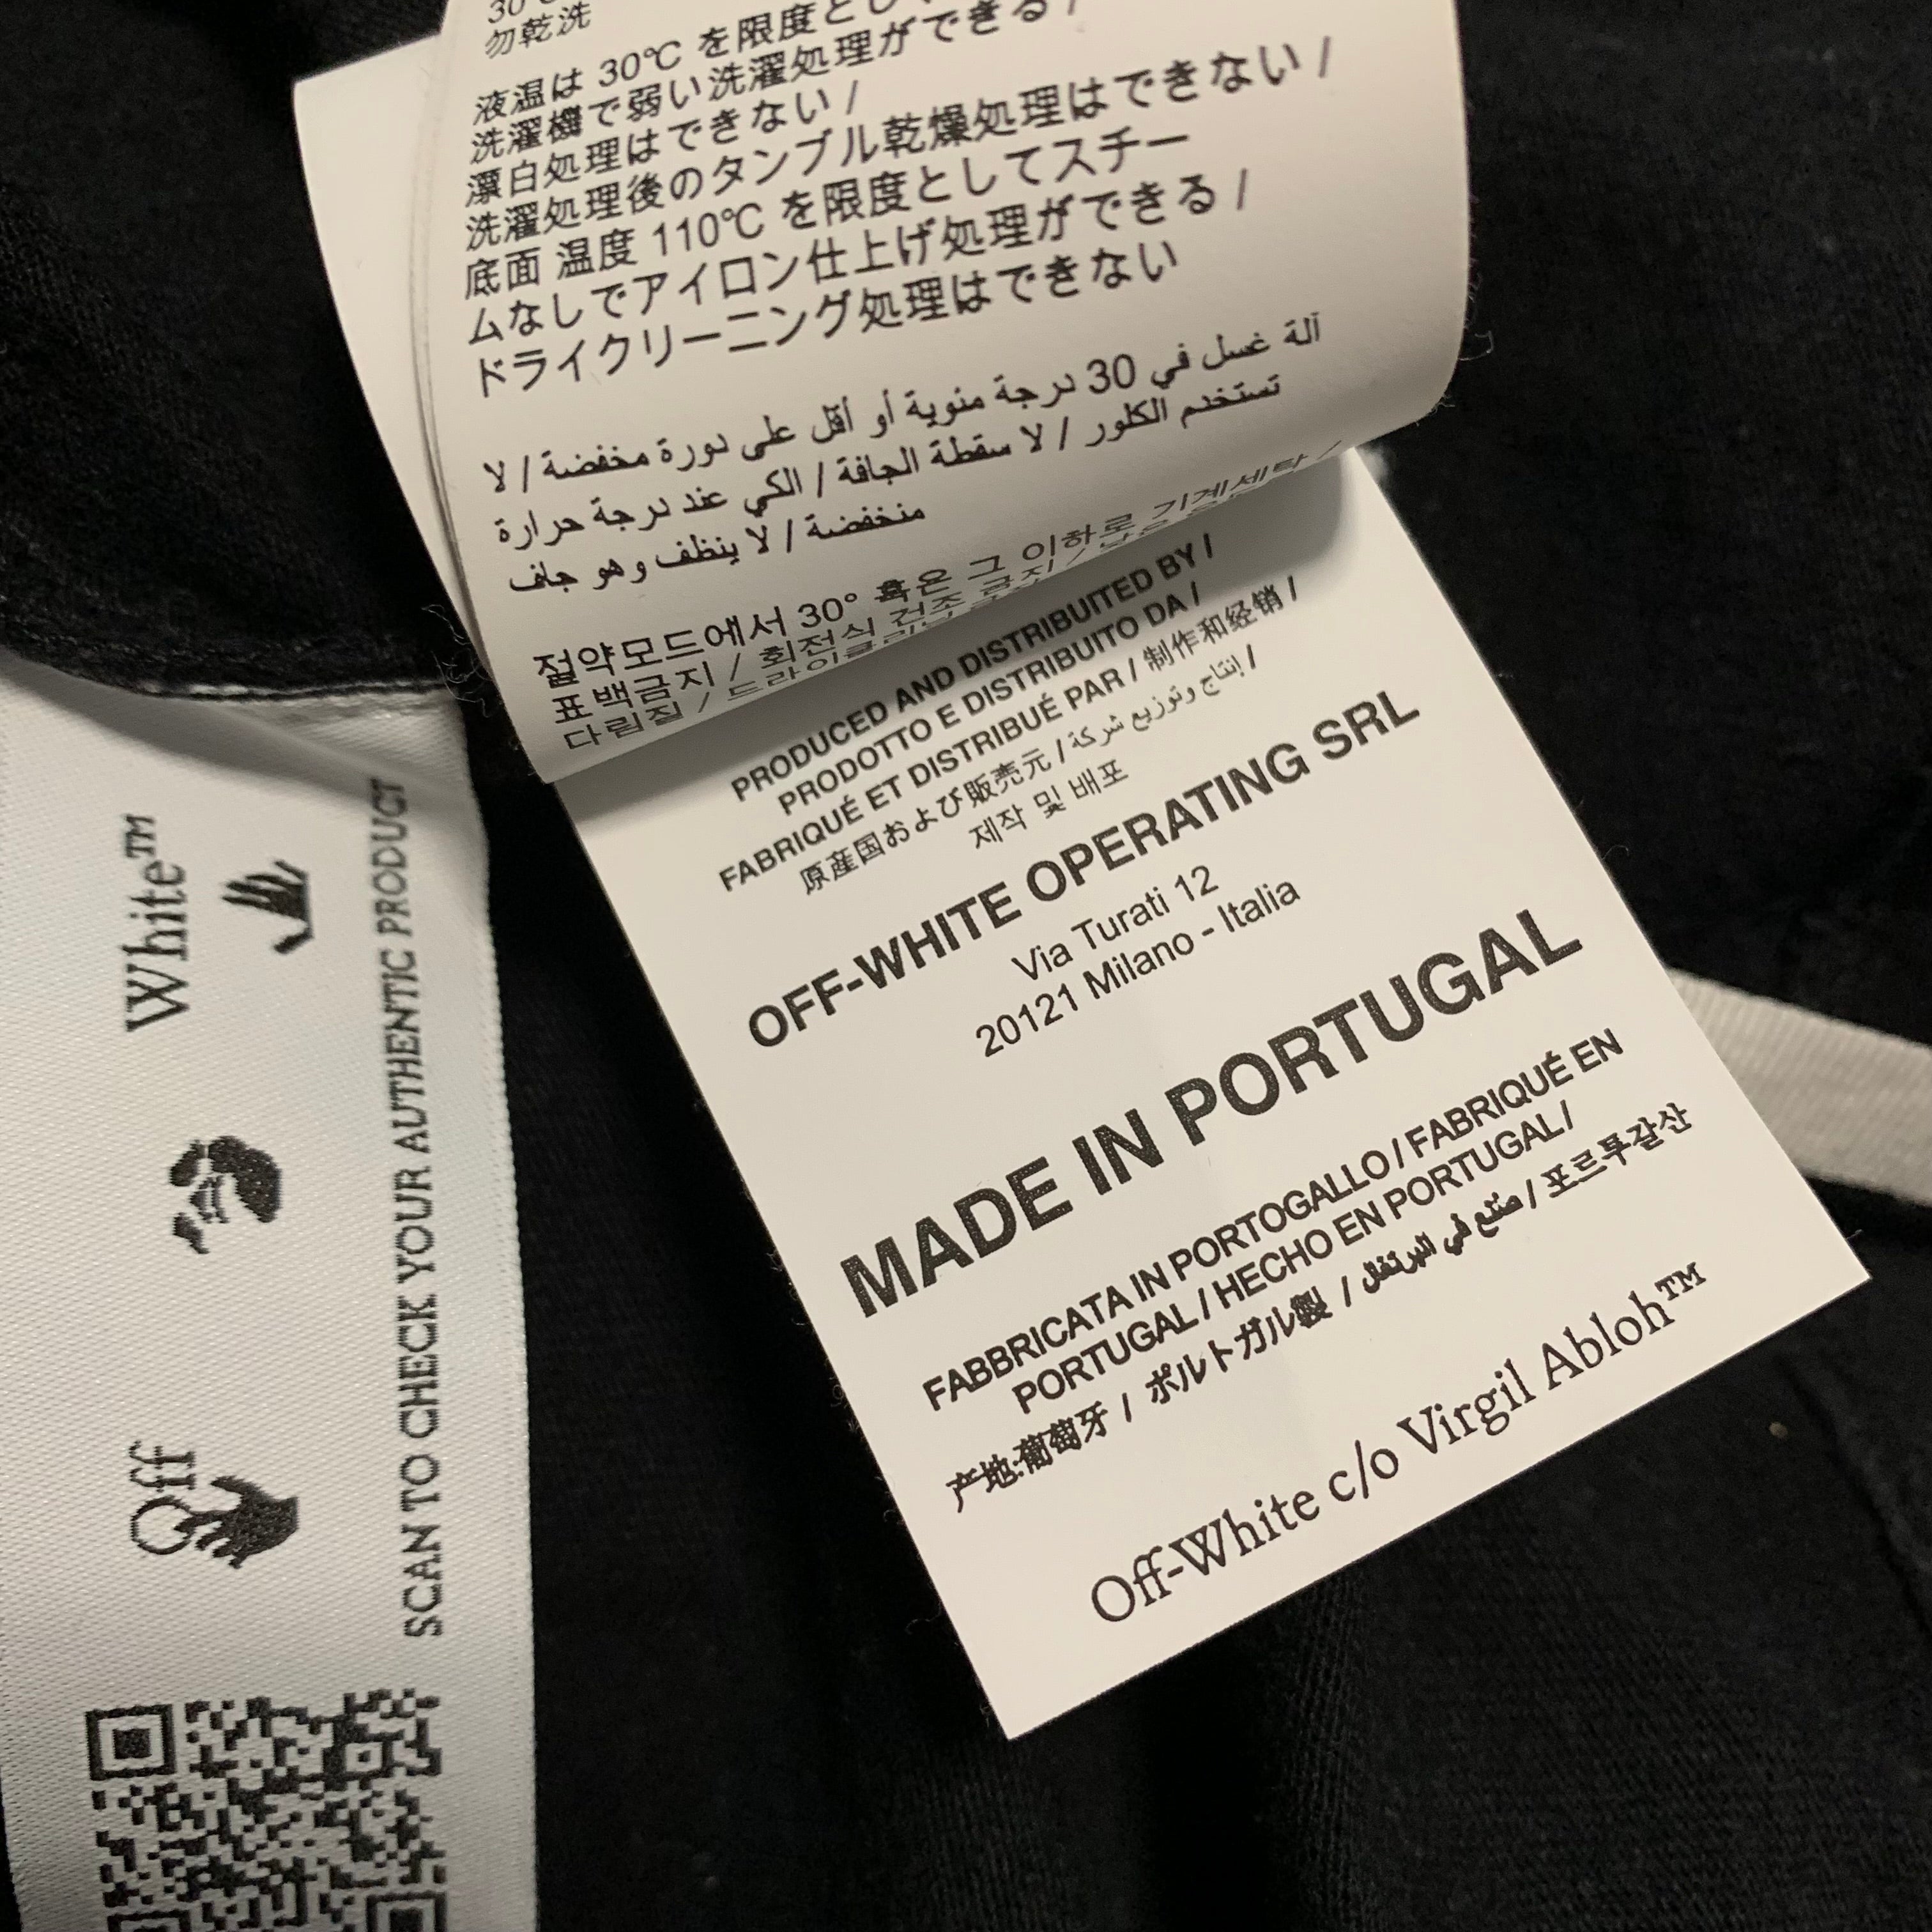 勿乾洗
液温は 30℃ を限度とし
洗濯機で弱い洗濯処理ができる /
漂白処理はできない /
洗濯処理後のタンブル乾燥処理はできない /
底面 温度 110℃ を限度としてスチー
ムなしでアイロン仕上げ処理ができる /
ドライクリーニング処理はできない
آلة غسل في 30 درجة منوية أو أقل على دورة مخفضة / لا
تستخدم الكلور / لا سقطة الجافة / الكي عند درجة حرارة
منخفضة / لا ينظف وهو جاف
절약모드에서 30° 혹은 그 이하로 기계세탁 /
표백금지 / 회전식 건조 금지 /
다림질 / 드라이클리닝
PRODUCED AND DISTRIBUITED BY /
PRODOTTO E DISTRIBUITO DA /
FABRIQUÉ ET DISTRIBUÉ PAR / 制作和经销 /
原産国および販売元 / إنتاج وتوزيع شركة /
제작 및 배포
OFF-WHITE OPERATING SRL
Via Turati 12
20121 Milano - Italia
MADE IN PORTUGAL
FABBRICATA IN PORTOGALLO / FABRIQUÉ EN
PORTUGAL / HECHO EN PORTUGAL /
产地:葡萄牙 / ポルトガル製 / صنع في البرتغال / 포르투갈산
Off-White c/o Virgil Abloh™
Off White™
SCAN TO CHECK YOUR AUTHENTIC PRODUCT